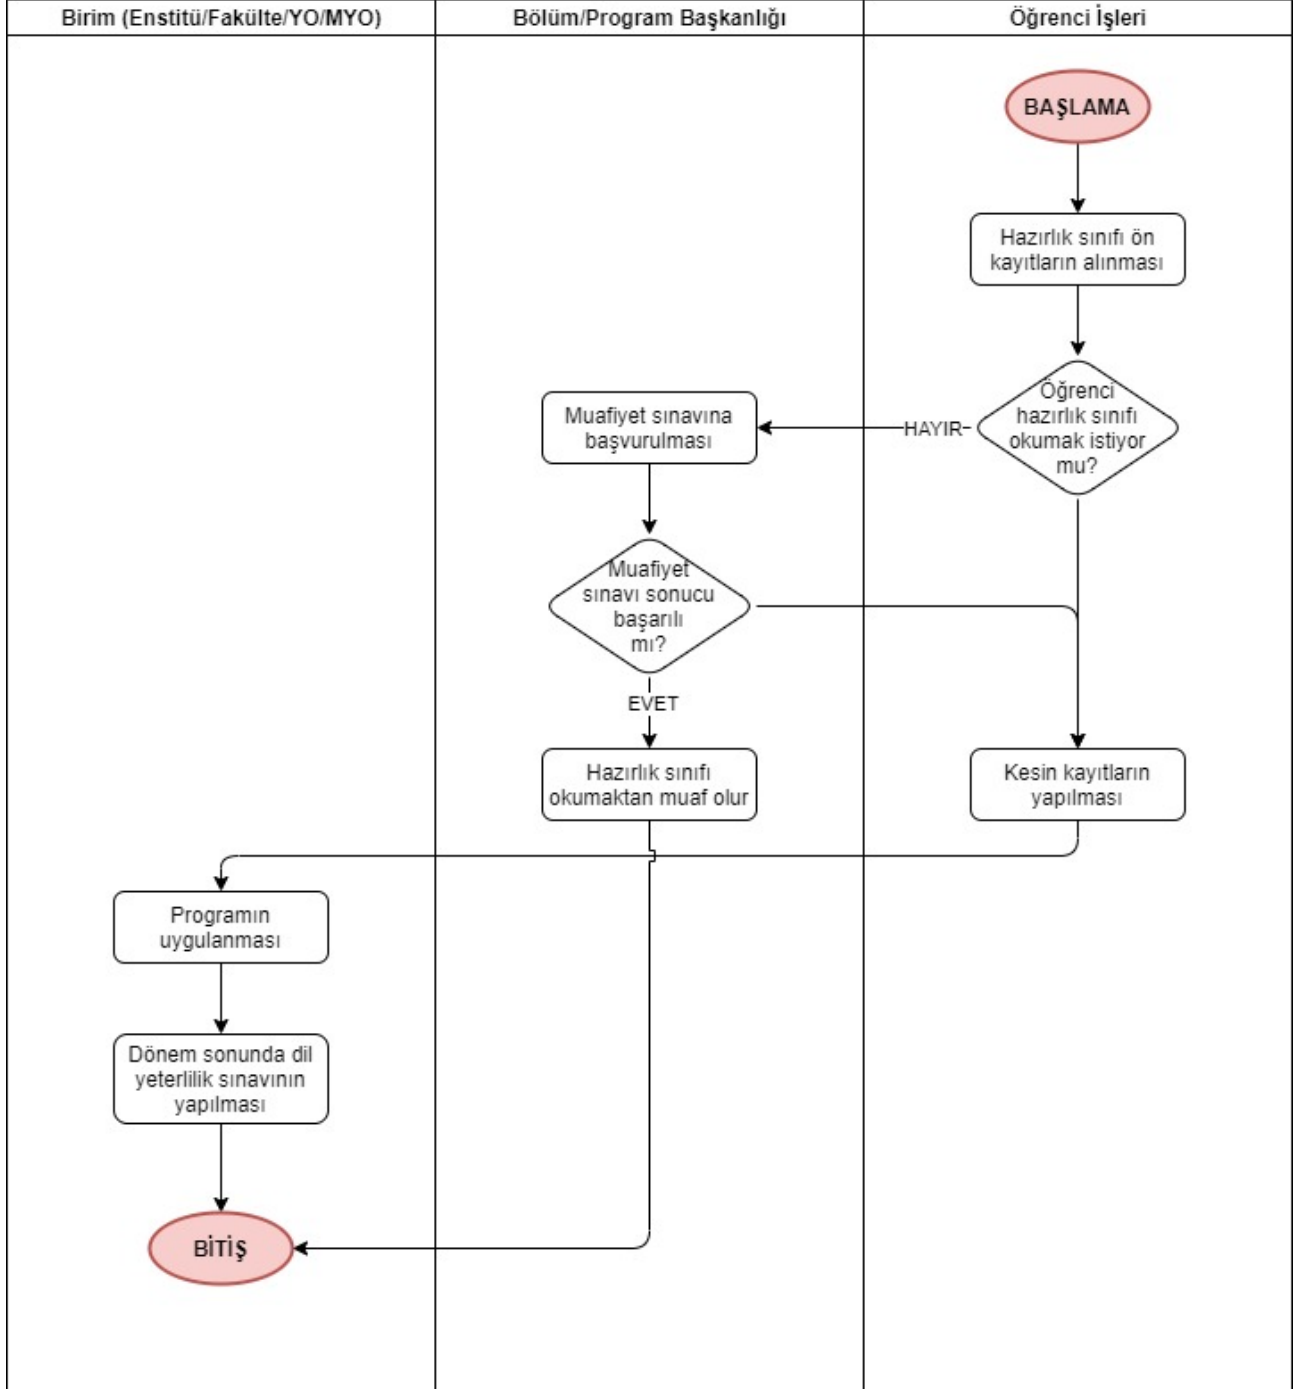 Birim (Enstitü/Fakülte/YO/MYO)
Bölüm/Program Başkanlığı
Öğrenci İşleri
BAŞLAMA
Hazırlık sınıfı ön
kayıtların alınması
Öğrenci
hazırlık sınıfı
okumak istiyor
mu?
HAYIR
Muafiyet sınavına
başvurulması
Muafiyet
sınavı sonucu
başarılı
mı?
EVET
Hazırlık sınıfı
okumaktan muaf olur
Kesin kayıtların
yapılması
Programın
uygulanması
Dönem sonunda dil
yeterlilik sınavının
yapılması
BİTİŞ